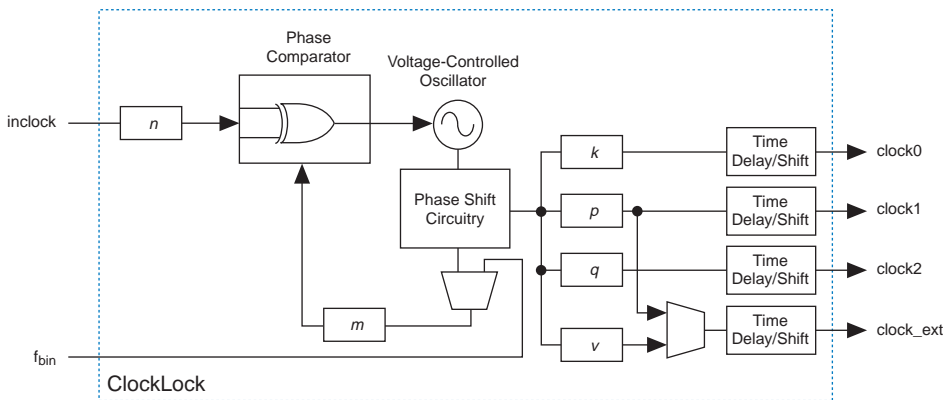 Phase
Comparator
Voltage-Controlled
Oscillator
inclock
n
k
Time
Delay/Shift
clock0
Phase Shift
Circuitry
p
Time
Delay/Shift
clock1
q
Time
Delay/Shift
clock2
m
v
Time
Delay/Shift
clock_ext
fbin
ClockLock